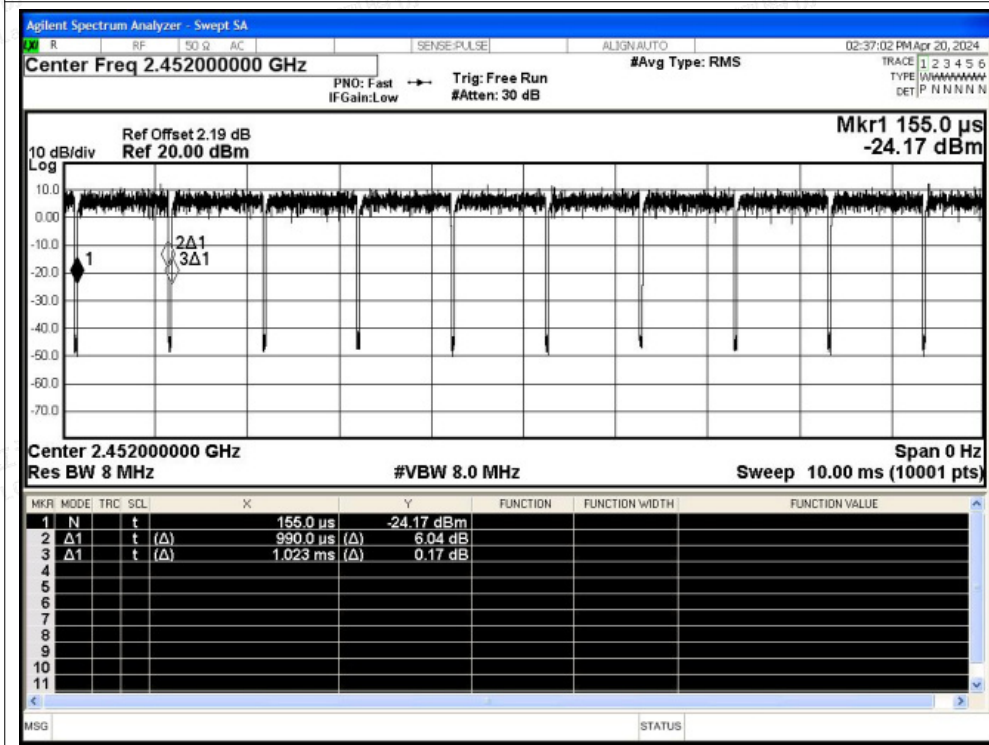 Agilent Spectrum Analyzer - Swept SA
R RF 50 Ω AC SENSE:PULSE ALIGN AUTO 02:37:02 PM Apr 20, 2024
Center Freq 2.452000000 GHz
PNO: Fast
IFGain:Low
Trig: Free Run
#Atten: 30 dB
#Avg Type: RMS
TRACE 1 2 3 4 5 6
TYPE
DET P N N N N N
Ref Offset 2.19 dB
10 dB/div Ref 20.00 dBm
Log
Mkr1 155.0 µs
-24.17 dBm
10.0
0.00
-10.0
-20.0
-30.0
-40.0
-50.0
-60.0
-70.0
1
2Δ1
3Δ1
Center 2.452000000 GHz Span 0 Hz
Res BW 8 MHz #VBW 8.0 MHz Sweep 10.00 ms (10001 pts)
MKR MODE TRC SCL X Y FUNCTION FUNCTION WIDTH FUNCTION VALUE
1 N t 155.0 µs -24.17 dBm
2 Δ1 t (Δ) 990.0 µs (Δ) 6.04 dB
3 Δ1 t (Δ) 1.023 ms (Δ) 0.17 dB
4
5
6
7
8
9
10
11
MSG STATUS